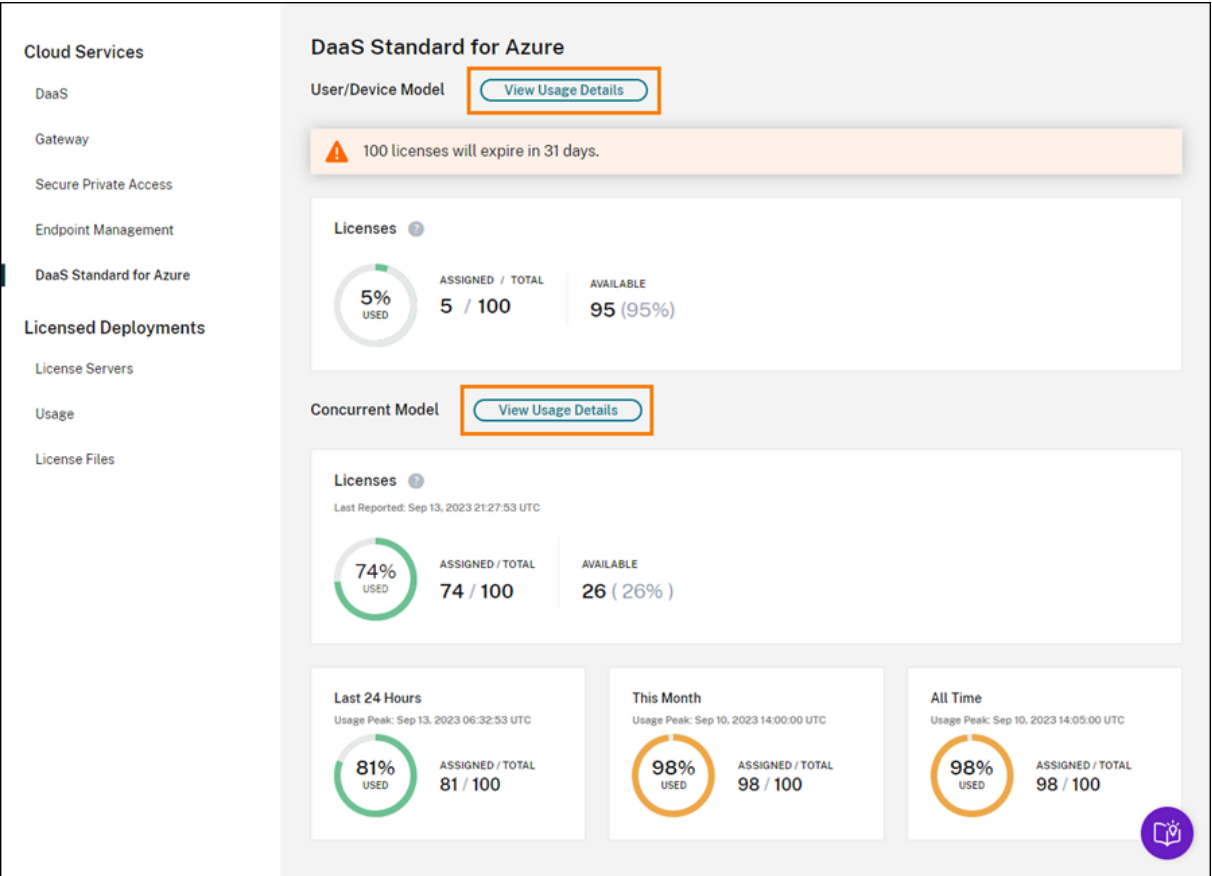 Cloud Services
DaaS
Gateway
Secure Private Access
Endpoint Management
DaaS Standard for Azure
Licensed Deployments
License Servers
Usage
License Files
DaaS Standard for Azure
User/Device Model
View Usage Details
100 licenses will expire in 31 days.
Licenses ?
5%
USED
ASSIGNED / TOTAL
5 / 100
AVAILABLE
95 (95%)
Concurrent Model
View Usage Details
Licenses ?
Last Reported: Sep 13, 2023 21:27:53 UTC
74%
USED
ASSIGNED / TOTAL
74 / 100
AVAILABLE
26 ( 26% )
Last 24 Hours
Usage Peak: Sep 13, 2023 06:32:53 UTC
81%
USED
ASSIGNED / TOTAL
81 / 100
This Month
Usage Peak: Sep 10, 2023 14:00:00 UTC
98%
USED
ASSIGNED / TOTAL
98 / 100
All Time
Usage Peak: Sep 10, 2023 14:05:00 UTC
98%
USED
ASSIGNED / TOTAL
98 / 100